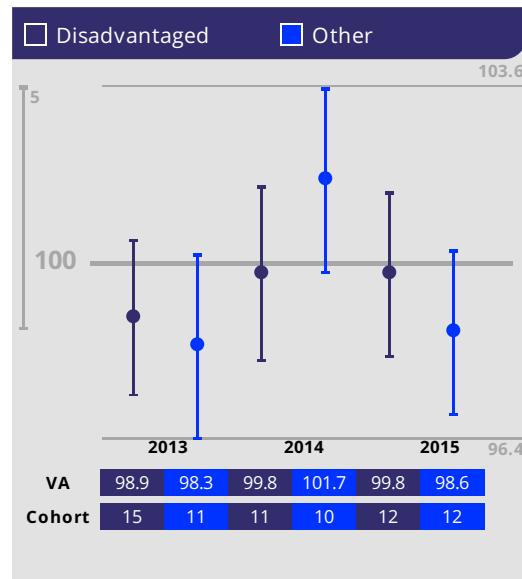 Disadvantaged Other
103.6
5
100
2013 2014 2015
96.4
VA 98.9 98.3 99.8 101.7 99.8 98.6
Cohort 15 11 11 10 12 12